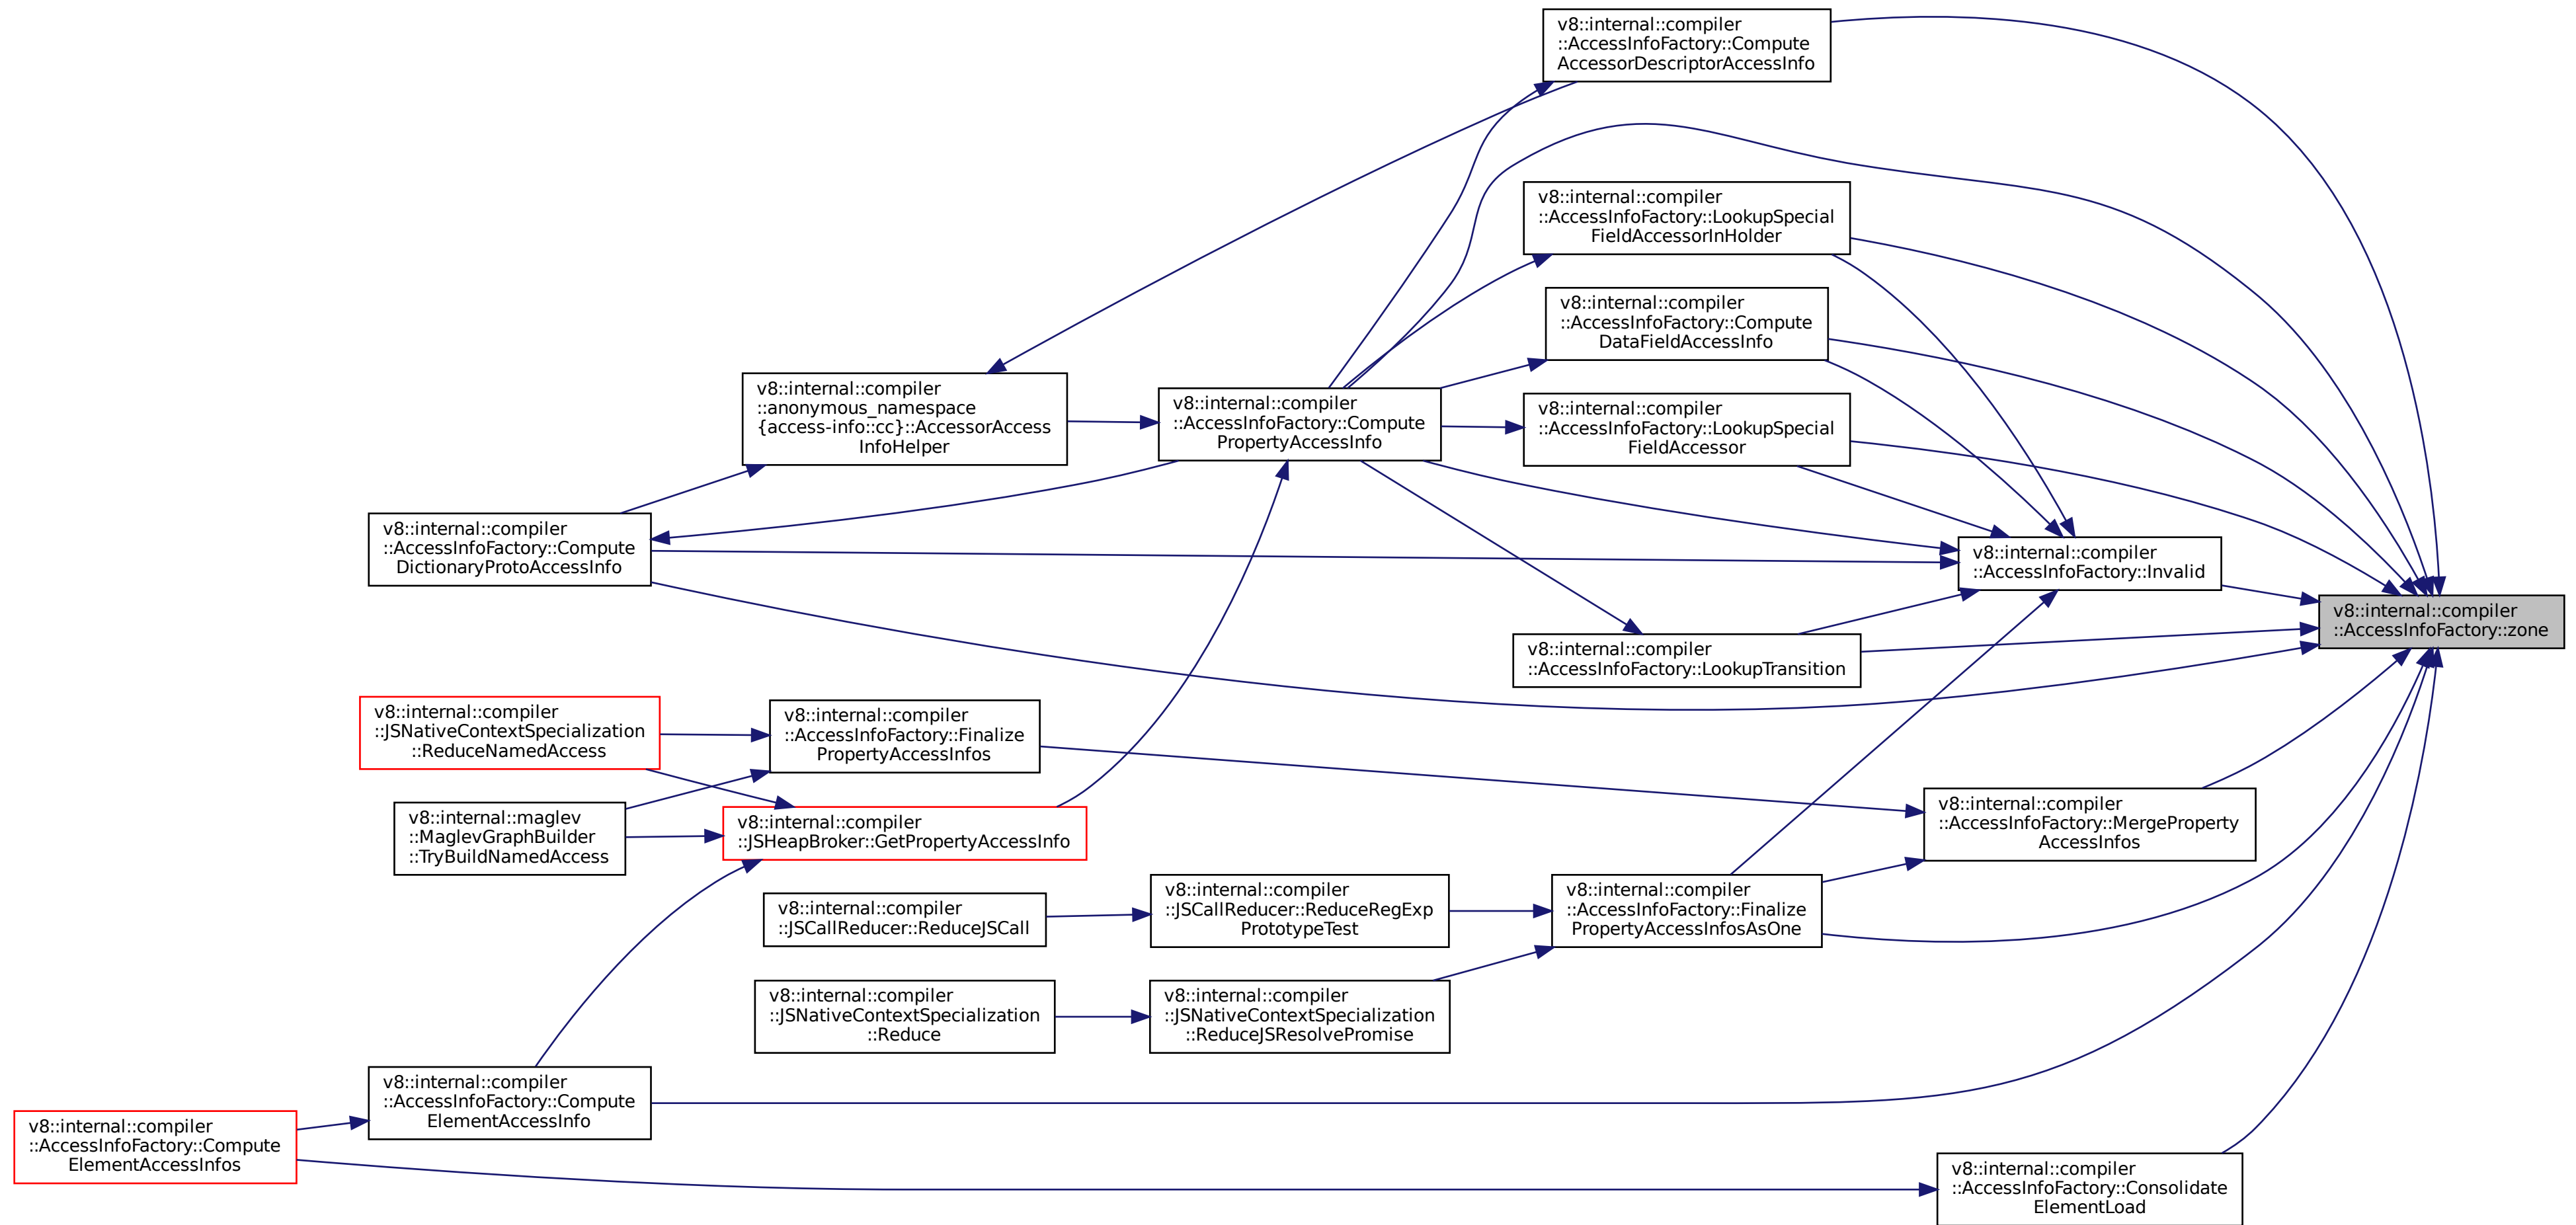 v8::internal::compiler
::AccessInfoFactory::Compute
AccessorDescriptorAccessInfo
v8::internal::compiler
::AccessInfoFactory::LookupSpecial
FieldAccessorInHolder
v8::internal::compiler
::AccessInfoFactory::Compute
DataFieldAccessInfo
v8::internal::compiler
::anonymous_namespace
{access-info::cc}::AccessorAccess
InfoHelper
v8::internal::compiler
::AccessInfoFactory::Compute
PropertyAccessInfo
v8::internal::compiler
::AccessInfoFactory::LookupSpecial
FieldAccessor
v8::internal::compiler
::AccessInfoFactory::Compute
DictionaryProtoAccessInfo
v8::internal::compiler
::AccessInfoFactory::Invalid
v8::internal::compiler
::AccessInfoFactory::zone
v8::internal::compiler
::AccessInfoFactory::LookupTransition
v8::internal::compiler
::JSNativeContextSpecialization
::ReduceNamedAccess
v8::internal::compiler
::AccessInfoFactory::Finalize
PropertyAccessInfos
v8::internal::maglev
::MaglevGraphBuilder
::TryBuildNamedAccess
v8::internal::compiler
::JSHeapBroker::GetPropertyAccessInfo
v8::internal::compiler
::AccessInfoFactory::MergeProperty
AccessInfos
v8::internal::compiler
::JSCallReducer::ReduceJSCall
v8::internal::compiler
::JSCallReducer::ReduceRegExp
PrototypeTest
v8::internal::compiler
::AccessInfoFactory::Finalize
PropertyAccessInfosAsOne
v8::internal::compiler
::JSNativeContextSpecialization
::Reduce
v8::internal::compiler
::JSNativeContextSpecialization
::ReduceJSResolvePromise
v8::internal::compiler
::AccessInfoFactory::Compute
ElementAccessInfo
v8::internal::compiler
::AccessInfoFactory::Compute
ElementAccessInfos
v8::internal::compiler
::AccessInfoFactory::Consolidate
ElementLoad